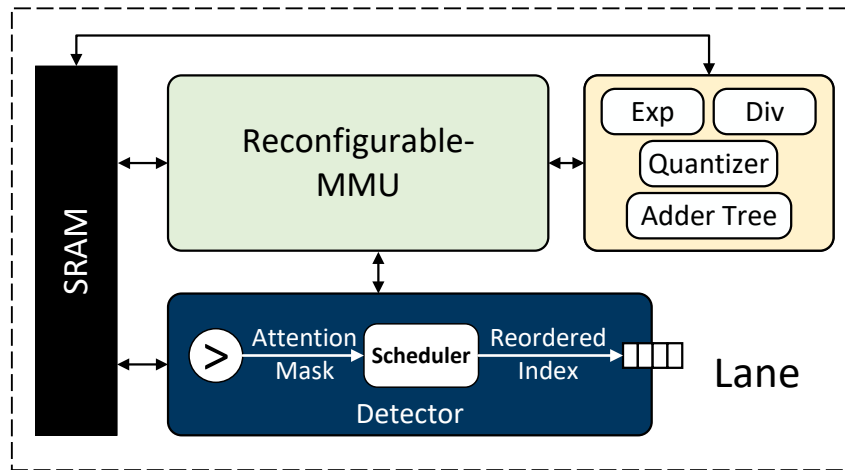 SRAM
Reconfigurable-
MMU
Exp
Div
Quantizer
Adder Tree
>
Attention
Mask
Scheduler
Reordered
Index
Detector
Lane